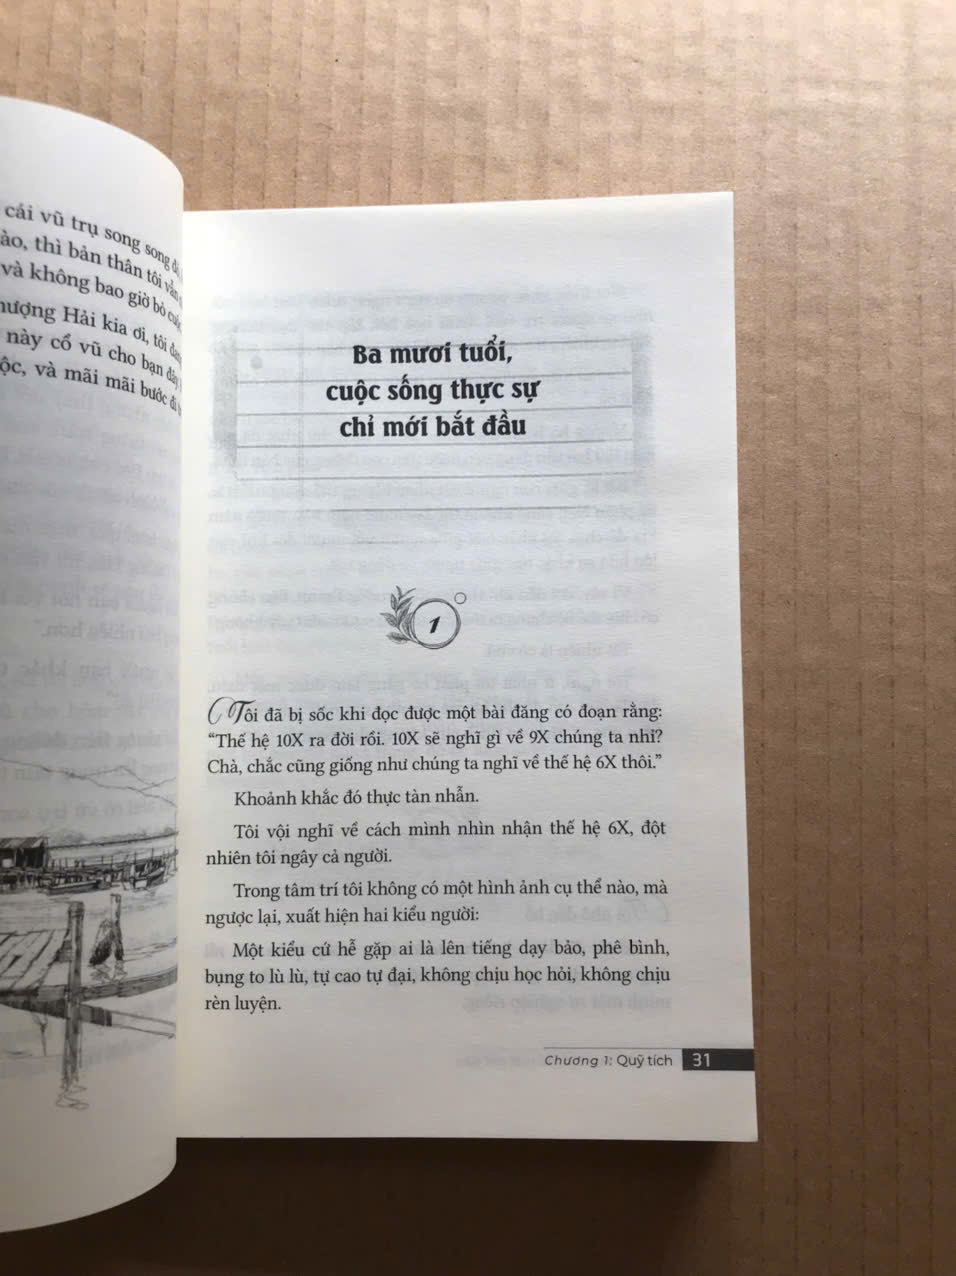 cái vũ trụ song song
ào, thì bản thân tôi vẫn
và không bao giờ bỏ
Hải kia ơi, tôi
này cổ vũ cho bạn đây
ộc, và mãi mãi bước đi
Ba mươi tuổi,
cuộc sống thực sự
chỉ mới bắt đầu
1
Tôi đã bị sốc khi đọc được một bài đăng có đoạn rằng:
“Thế hệ 10X ra đời rồi. 10X sẽ nghĩ gì về 9X chúng ta nhỉ?
Chà, chắc cũng giống như chúng ta nghĩ về thế hệ 6X thôi.”
Khoảnh khắc đó thực tàn nhẫn.
Tôi vội nghĩ về cách mình nhìn nhận thế hệ 6X, đột
nhiên tôi ngây cả người.
Trong tâm trí tôi không có một hình ảnh cụ thể nào, mà
ngược lại, xuất hiện hai kiểu người:
Một kiểu cứ hễ gặp ai là lên tiếng dạy bảo, phê bình,
bụng to lù lù, tự cao tự đại, không chịu học hỏi, không chịu
rèn luyện.
Chương 1: Quỹ tích 31